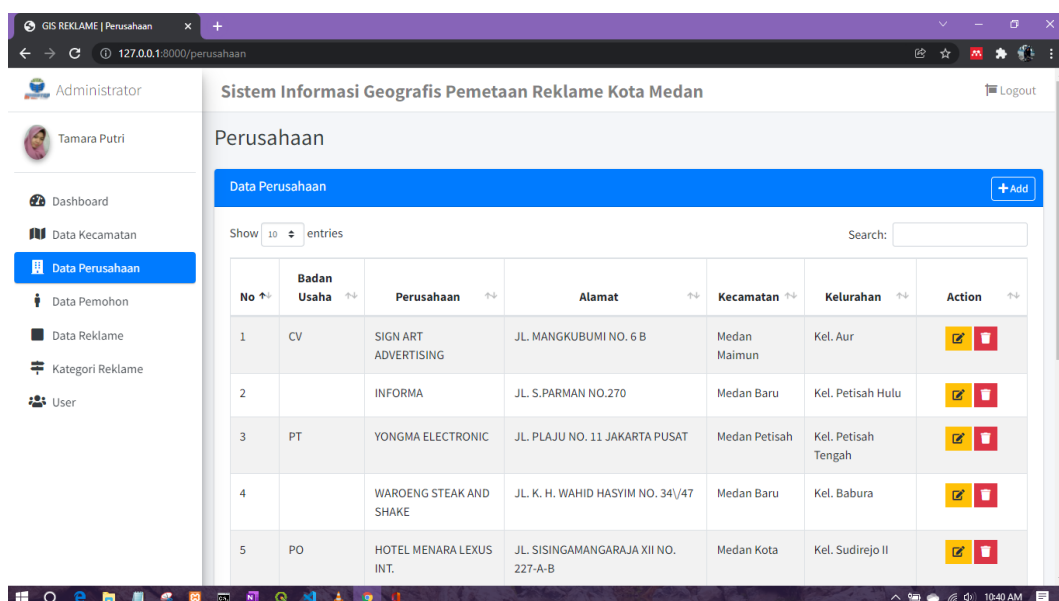 GIS REKLAME | Perusahaan
127.0.0.1:8000/perusahaan
Administrator
Sistem Informasi Geografis Pemetaan Reklame Kota Medan
Logout
Tamara Putri
Perusahaan
Dashboard
Data Kecamatan
Data Perusahaan
Data Pemohon
Data Reklame
Kategori Reklame
User
Data Perusahaan
+ Add
Show 10 entries
Search:
No Badan Usaha Perusahaan Alamat Kecamatan Kelurahan Action
1 CV SIGN ART ADVERTISING JL. MANGKUBUMI NO. 6 B Medan Maimun Kel. Aur
2 INFORMA JL. S.PARMAN NO.270 Medan Baru Kel. Petisah Hulu
3 PT YONGMA ELECTRONIC JL. PLAJU NO. 11 JAKARTA PUSAT Medan Petisah Kel. Petisah Tengah
4 WAROENG STEAK AND SHAKE JL. K. H. WAHID HASYIM NO. 34\/47 Medan Baru Kel. Babura
5 PO HOTEL MENARA LEXUS INT. JL. SISINGAMANGARAJA XII NO. 227-A-B Medan Kota Kel. Sudirejo II
10:40 AM